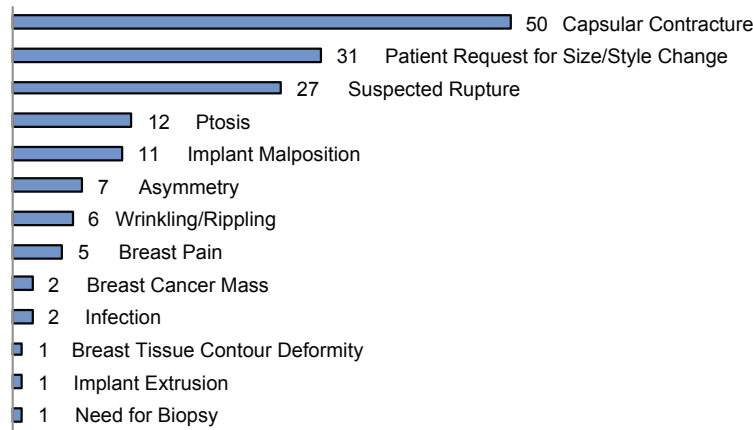 50 Capsular Contracture
31 Patient Request for Size/Style Change
27 Suspected Rupture
12 Ptosis
11 Implant Malposition
7 Asymmetry
6 Wrinkling/Rippling
5 Breast Pain
2 Breast Cancer Mass
2 Infection
1 Breast Tissue Contour Deformity
1 Implant Extrusion
1 Need for Biopsy